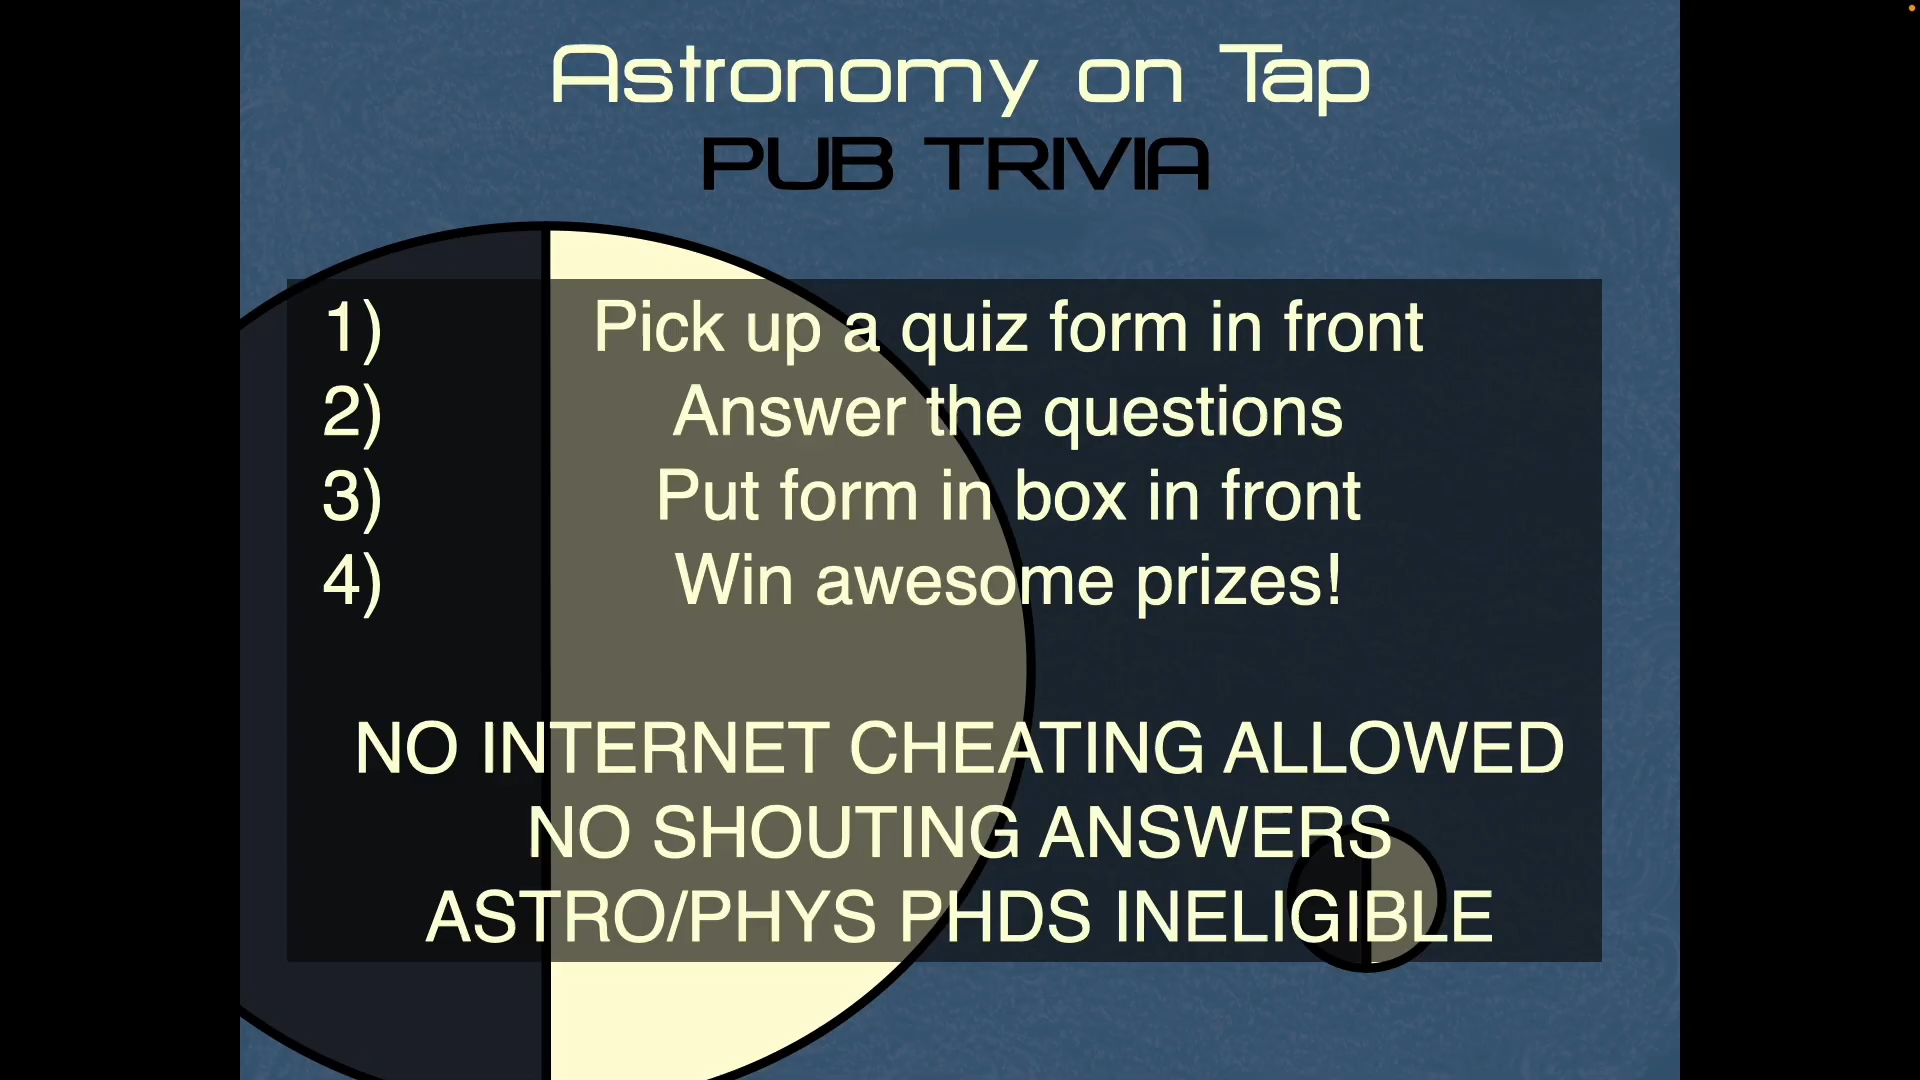 Astronomy on Tap
PUB TRIVIA
1) Pick up a quiz form in front
2) Answer the questions
3) Put form in box in front
4) Win awesome prizes!
NO INTERNET CHEATING ALLOWED
NO SHOUTING ANSWERS
ASTRO/PHYS PHDS INELIGIBLE